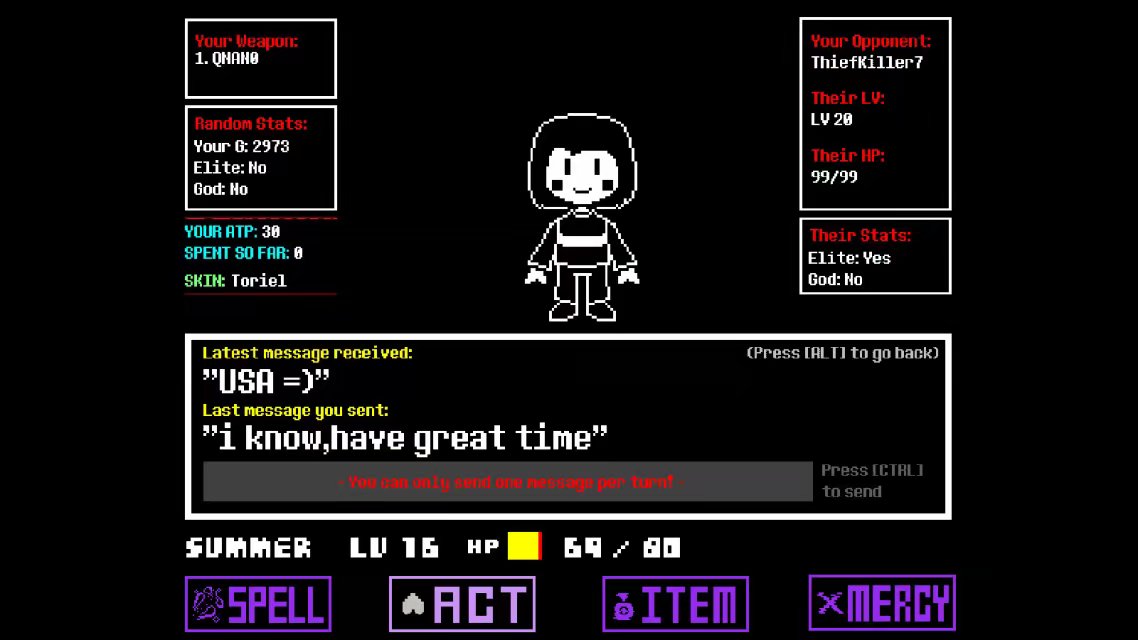 Your Weapon:
1. QNAN0
Random Stats:
Your G: 2973
Elite: No
God: No
YOUR ATP: 30
SPENT SO FAR: 0
SKIN: Toriel
Your Opponent:
ThiefKiller7
Their LV:
LV 20
Their HP:
99/99
Their Stats:
Elite: Yes
God: No
Latest message received:
(Press [ALT] to go back)
"USA =)"
Last message you sent:
"i know,have great time"
- You can only send one message per turn! -
Press [CTRL]
to send
SUMMER LV 16 HP 69 / 80
SPELL ACT ITEM MERCY